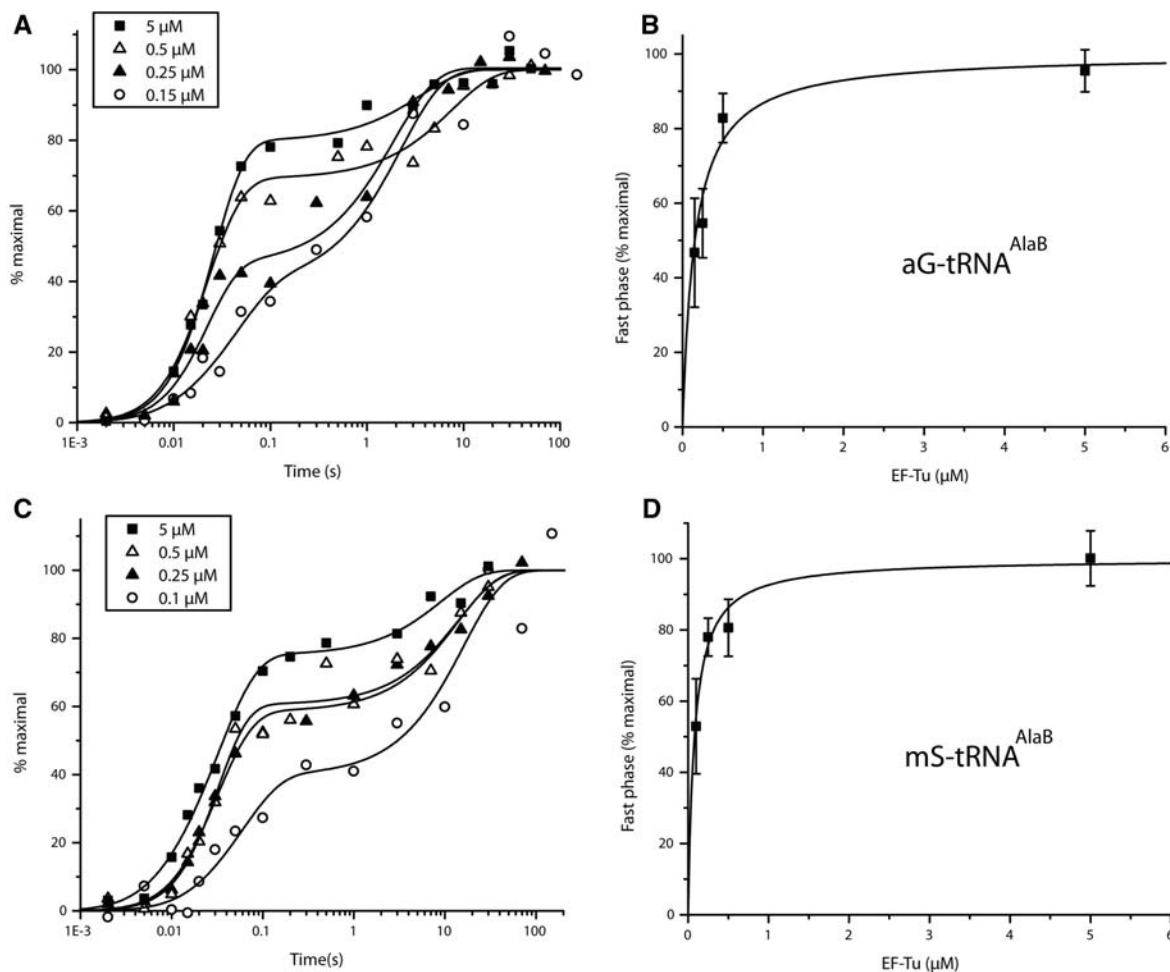 A
5 µM
0.5 µM
0.25 µM
0.15 µM
% maximal
100
80
60
40
20
0
1E-3 0.01 0.1 1 10 100
Time (s)
B
Fast phase (% maximal)
100
80
60
40
20
0
0 1 2 3 4 5 6
EF-Tu (µM)
aG-tRNA^AlaB
C
5 µM
0.5 µM
0.25 µM
0.1 µM
% maximal
100
80
60
40
20
0
1E-3 0.01 0.1 1 10 100
Time(s)
D
Fast phase (% maximal)
100
80
60
40
20
0
0 1 2 3 4 5 6
EF-Tu (µM)
mS-tRNA^AlaB